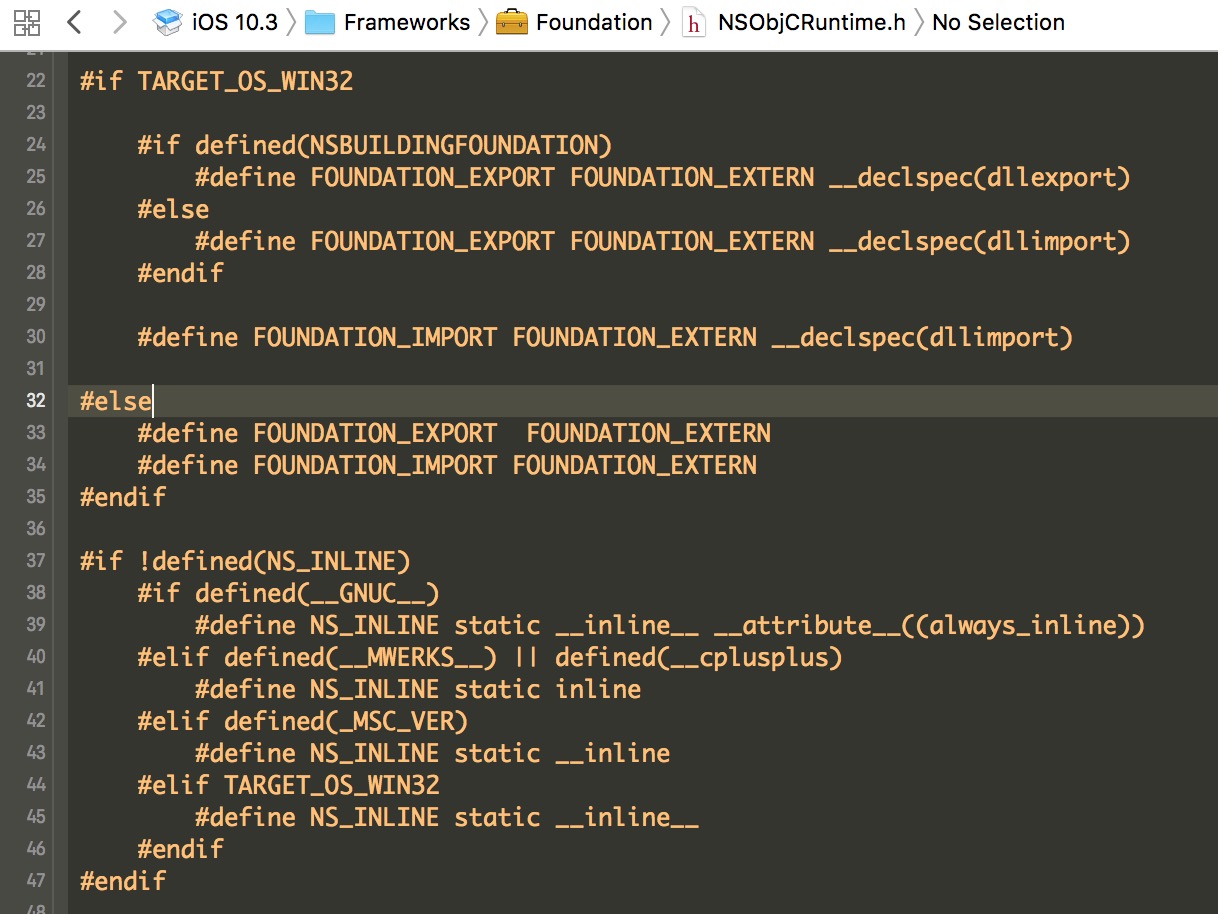 iOS 10.3 Frameworks Foundation h NSObjCRuntime.h No Selection
22 #if TARGET_OS_WIN32
23
24 #if defined(NSBUILDINGFOUNDATION)
25 #define FOUNDATION_EXPORT FOUNDATION_EXTERN __declspec(dllexport)
26 #else
27 #define FOUNDATION_EXPORT FOUNDATION_EXTERN __declspec(dllimport)
28 #endif
29
30 #define FOUNDATION_IMPORT FOUNDATION_EXTERN __declspec(dllimport)
31
32 #else
33 #define FOUNDATION_EXPORT  FOUNDATION_EXTERN
34 #define FOUNDATION_IMPORT FOUNDATION_EXTERN
35 #endif
36
37 #if !defined(NS_INLINE)
38 #if defined(__GNUC__)
39 #define NS_INLINE static __inline__ __attribute__((always_inline))
40 #elif defined(__MWERKS__) || defined(__cplusplus)
41 #define NS_INLINE static inline
42 #elif defined(_MSC_VER)
43 #define NS_INLINE static __inline
44 #elif TARGET_OS_WIN32
45 #define NS_INLINE static __inline__
46 #endif
47 #endif
48